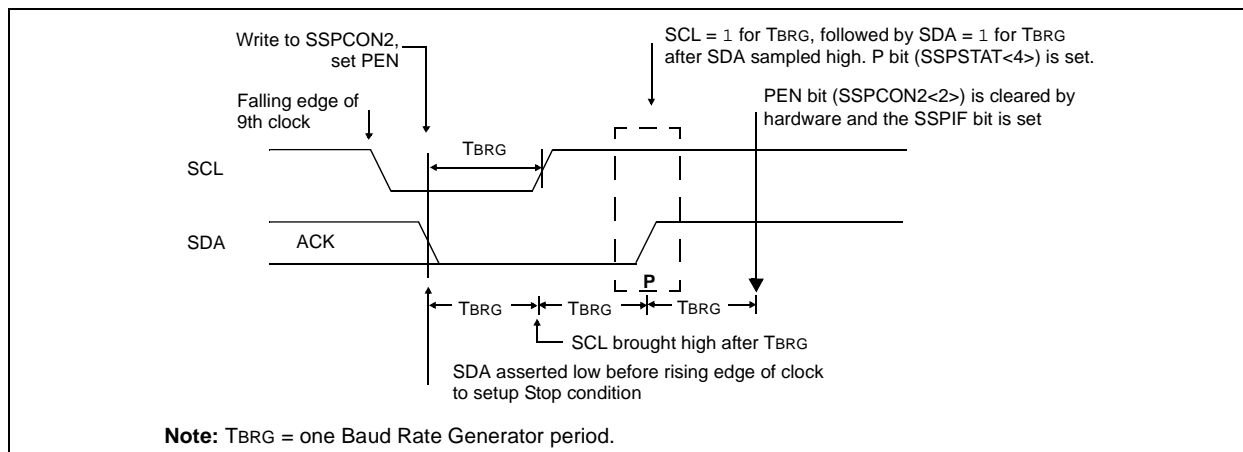 Write to SSPCON2,
set PEN
SCL = 1 for TBRG, followed by SDA = 1 for TBRG
after SDA sampled high. P bit (SSPSTAT<4>) is set.
Falling edge of
9th clock
PEN bit (SSPCON2<2>) is cleared by
hardware and the SSPIF bit is set
TBRG
SCL
SDA
ACK
P
TBRG
TBRG
TBRG
SCL brought high after TBRG
SDA asserted low before rising edge of clock
to setup Stop condition
Note: TBRG = one Baud Rate Generator period.